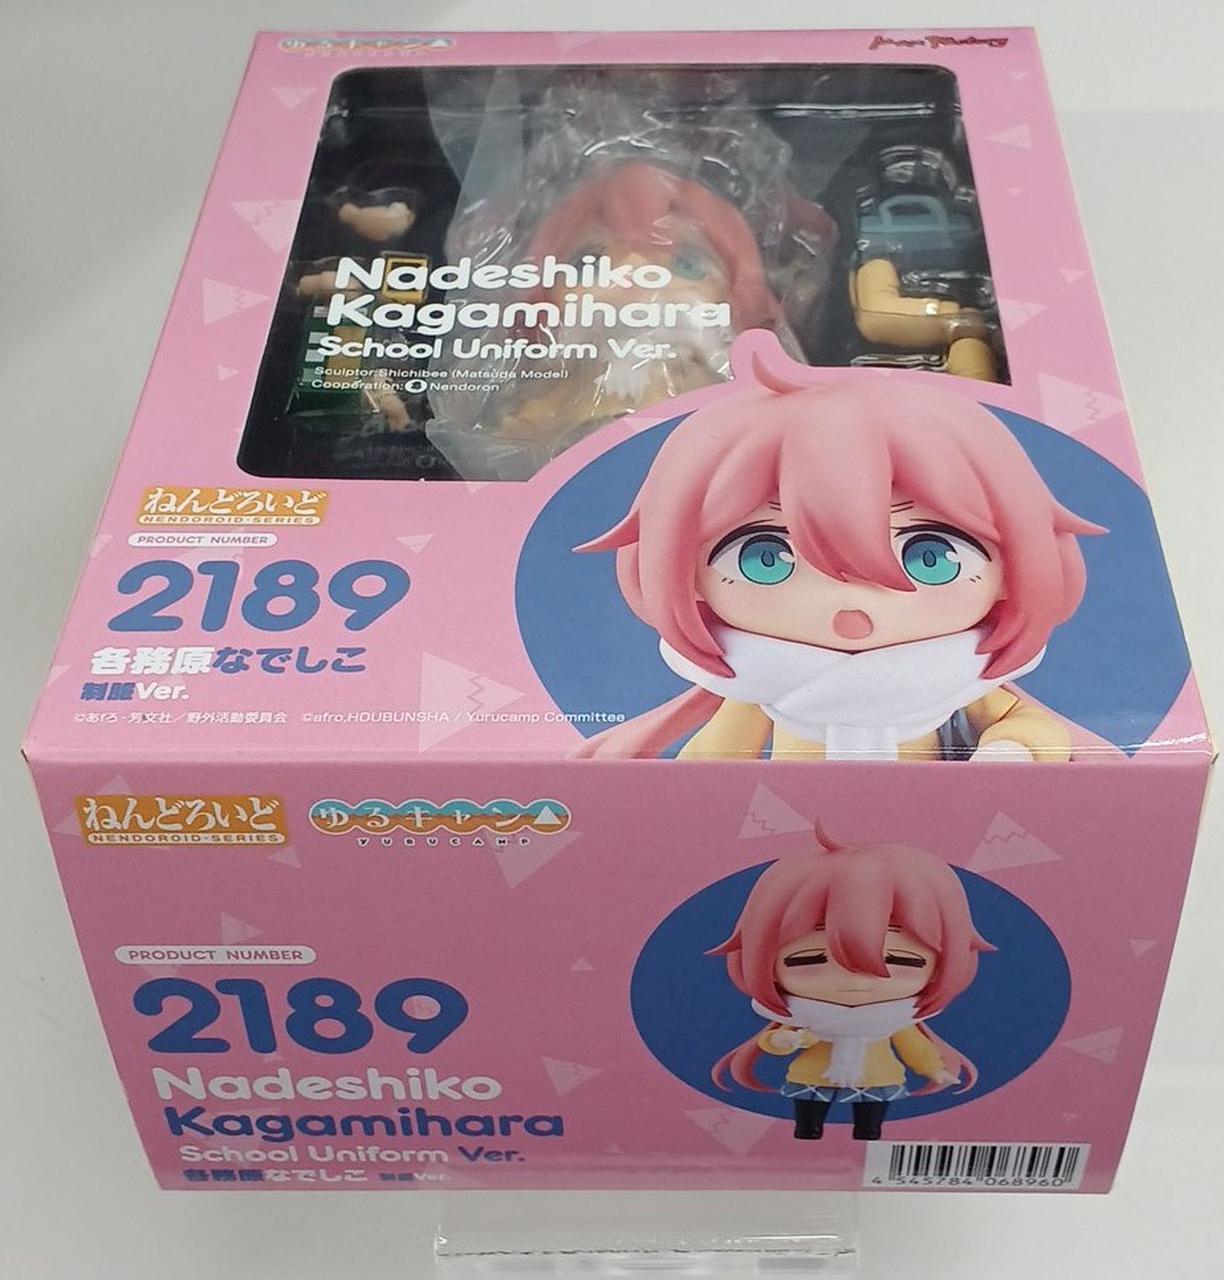 ゆるキャン△
YURUCAMP
Max Factory
Nadeshiko
Kagamihara
School Uniform Ver.
Sculptor:Shichibee (Matsuda Model)
Cooperation: Nendoron
ねんどろいど
NENDOROID-SERIES
PRODUCT NUMBER
2189
各務原なでしこ
制服Ver.
©あfろ・芳文社／野外活動委員会 ©afro,HOUBUNSHA / Yurucamp Committee
ねんどろいど
NENDOROID-SERIES
ゆるキャン△
YURUCAMP
PRODUCT NUMBER
2189
Nadeshiko
Kagamihara
School Uniform Ver.
各務原なでしこ 制服Ver.
4 545784 068960